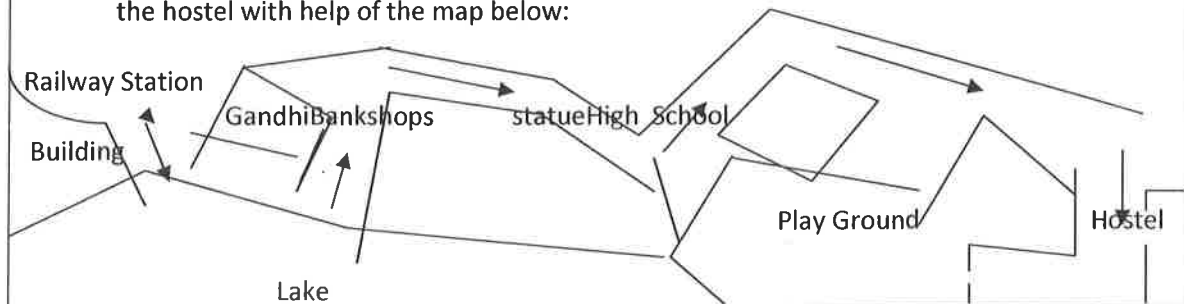 the hostel with help of the map below:
Railway Station
GandhiBankshops statueHigh School
Building
Play Ground Hostel
Lake